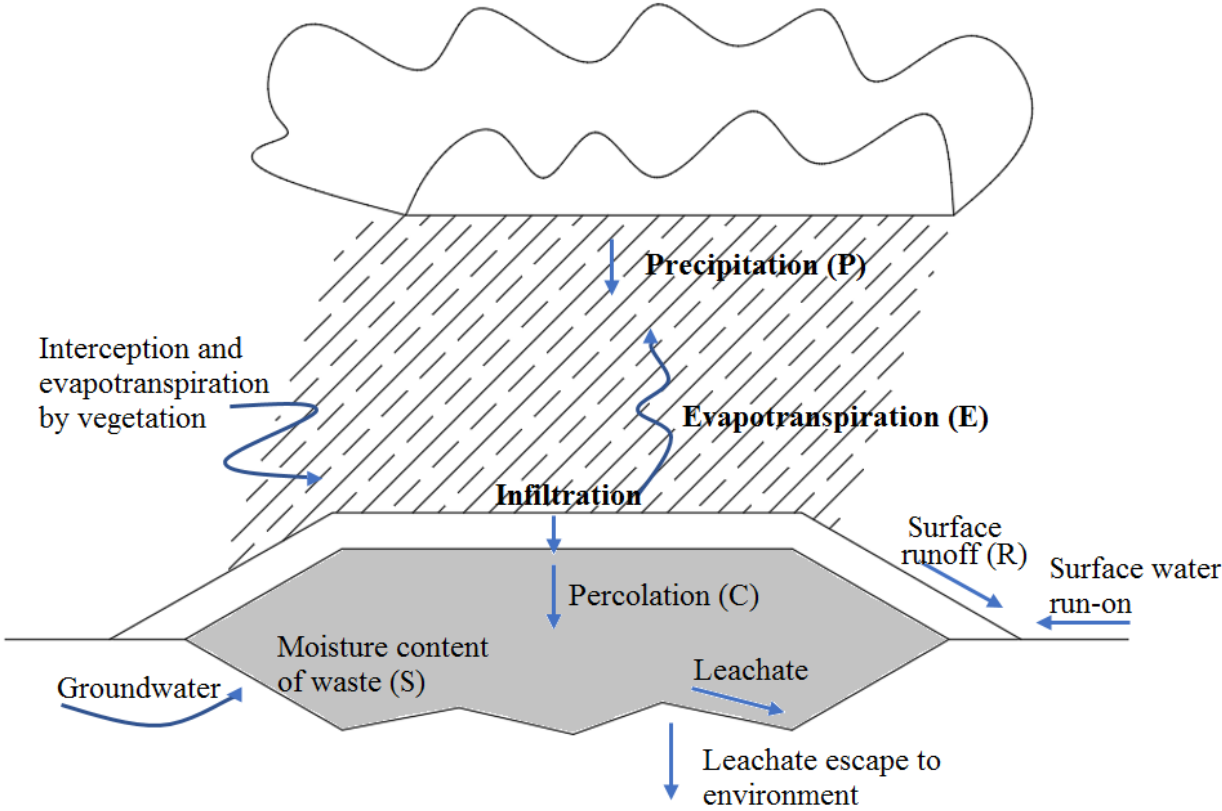 Precipitation (P)
Interception and
evapotranspiration
by vegetation
Evapotranspiration (E)
Infiltration
Surface
runoff (R)
Surface water
run-on
Percolation (C)
Moisture content
of waste (S)
Groundwater
Leachate
Leachate escape to
environment